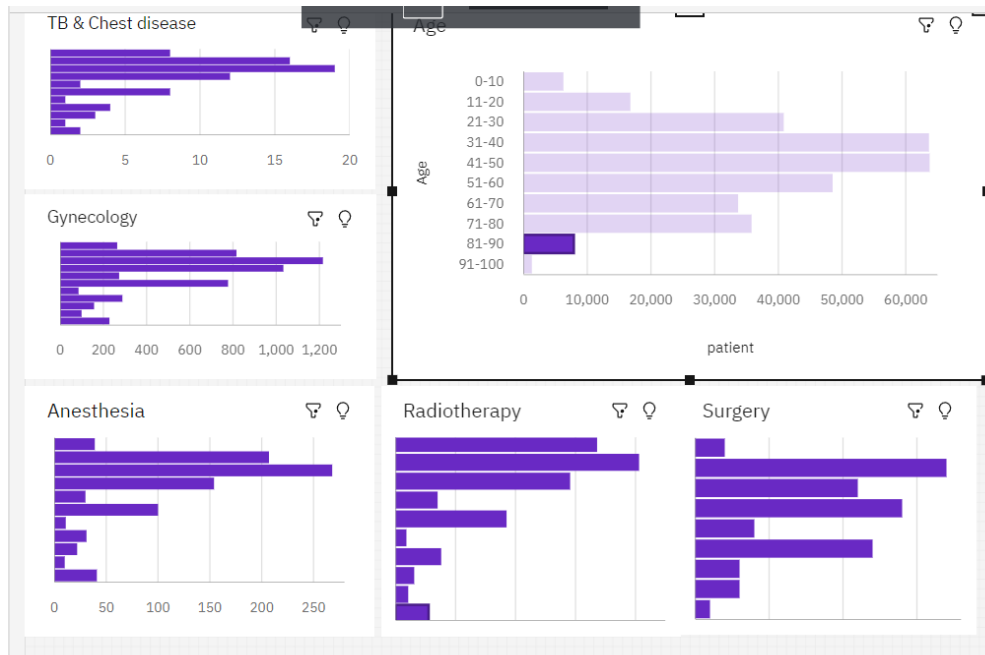 TB & Chest disease
0 5 10 15 20
Age
Age
0-10
11-20
21-30
31-40
41-50
51-60
61-70
71-80
81-90
91-100
0 10,000 20,000 30,000 40,000 50,000 60,000
patient
Gynecology
0 200 400 600 800 1,000 1,200
Anesthesia
0 50 100 150 200 250
Radiotherapy
Surgery